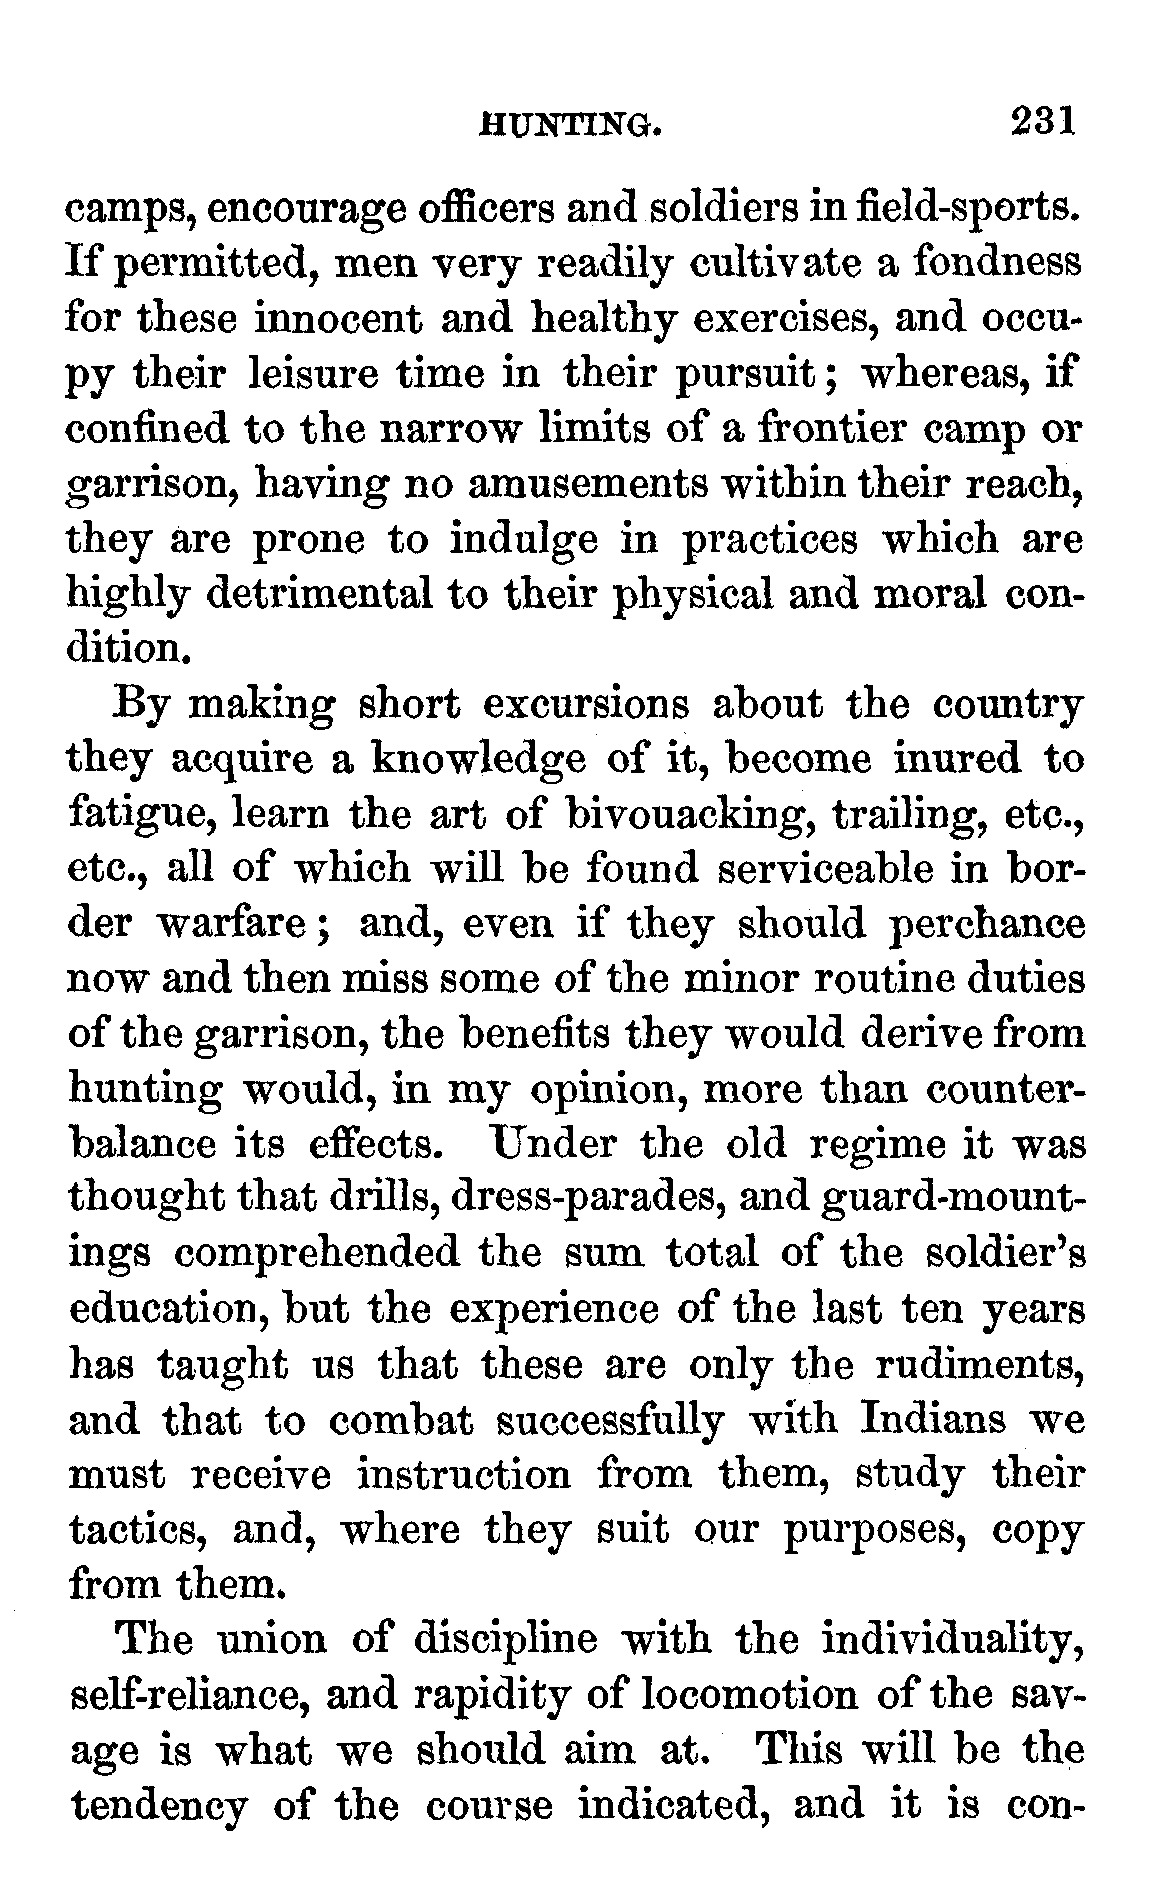 HUNTING. 231
camps, encourage officers and soldiers in field-sports.
If permitted, men very readily cultivate a fondness
for these innocent and healthy exercises, and occu-
py their leisure time in their pursuit; whereas, if
confined to the narrow limits of a frontier camp or
garrison, having no amusements within their reach,
they are prone to indulge in practices which are
highly detrimental to their physical and moral con-
dition.
By making short excursions about the country
they acquire a knowledge of it, become inured to
fatigue, learn the art of bivouacking, trailing, etc.,
etc., all of which will be found serviceable in bor-
der warfare; and, even if they should perchance
now and then miss some of the minor routine duties
of the garrison, the benefits they would derive from
hunting would, in my opinion, more than counter-
balance its effects. Under the old regime it was
thought that drills, dress-parades, and guard-mount-
ings comprehended the sum total of the soldier's
education, but the experience of the last ten years
has taught us that these are only the rudiments,
and that to combat successfully with Indians we
must receive instruction from them, study their
tactics, and, where they suit our purposes, copy
from them.
The union of discipline with the individuality,
self-reliance, and rapidity of locomotion of the sav-
age is what we should aim at. This will be the
tendency of the course indicated, and it is con-